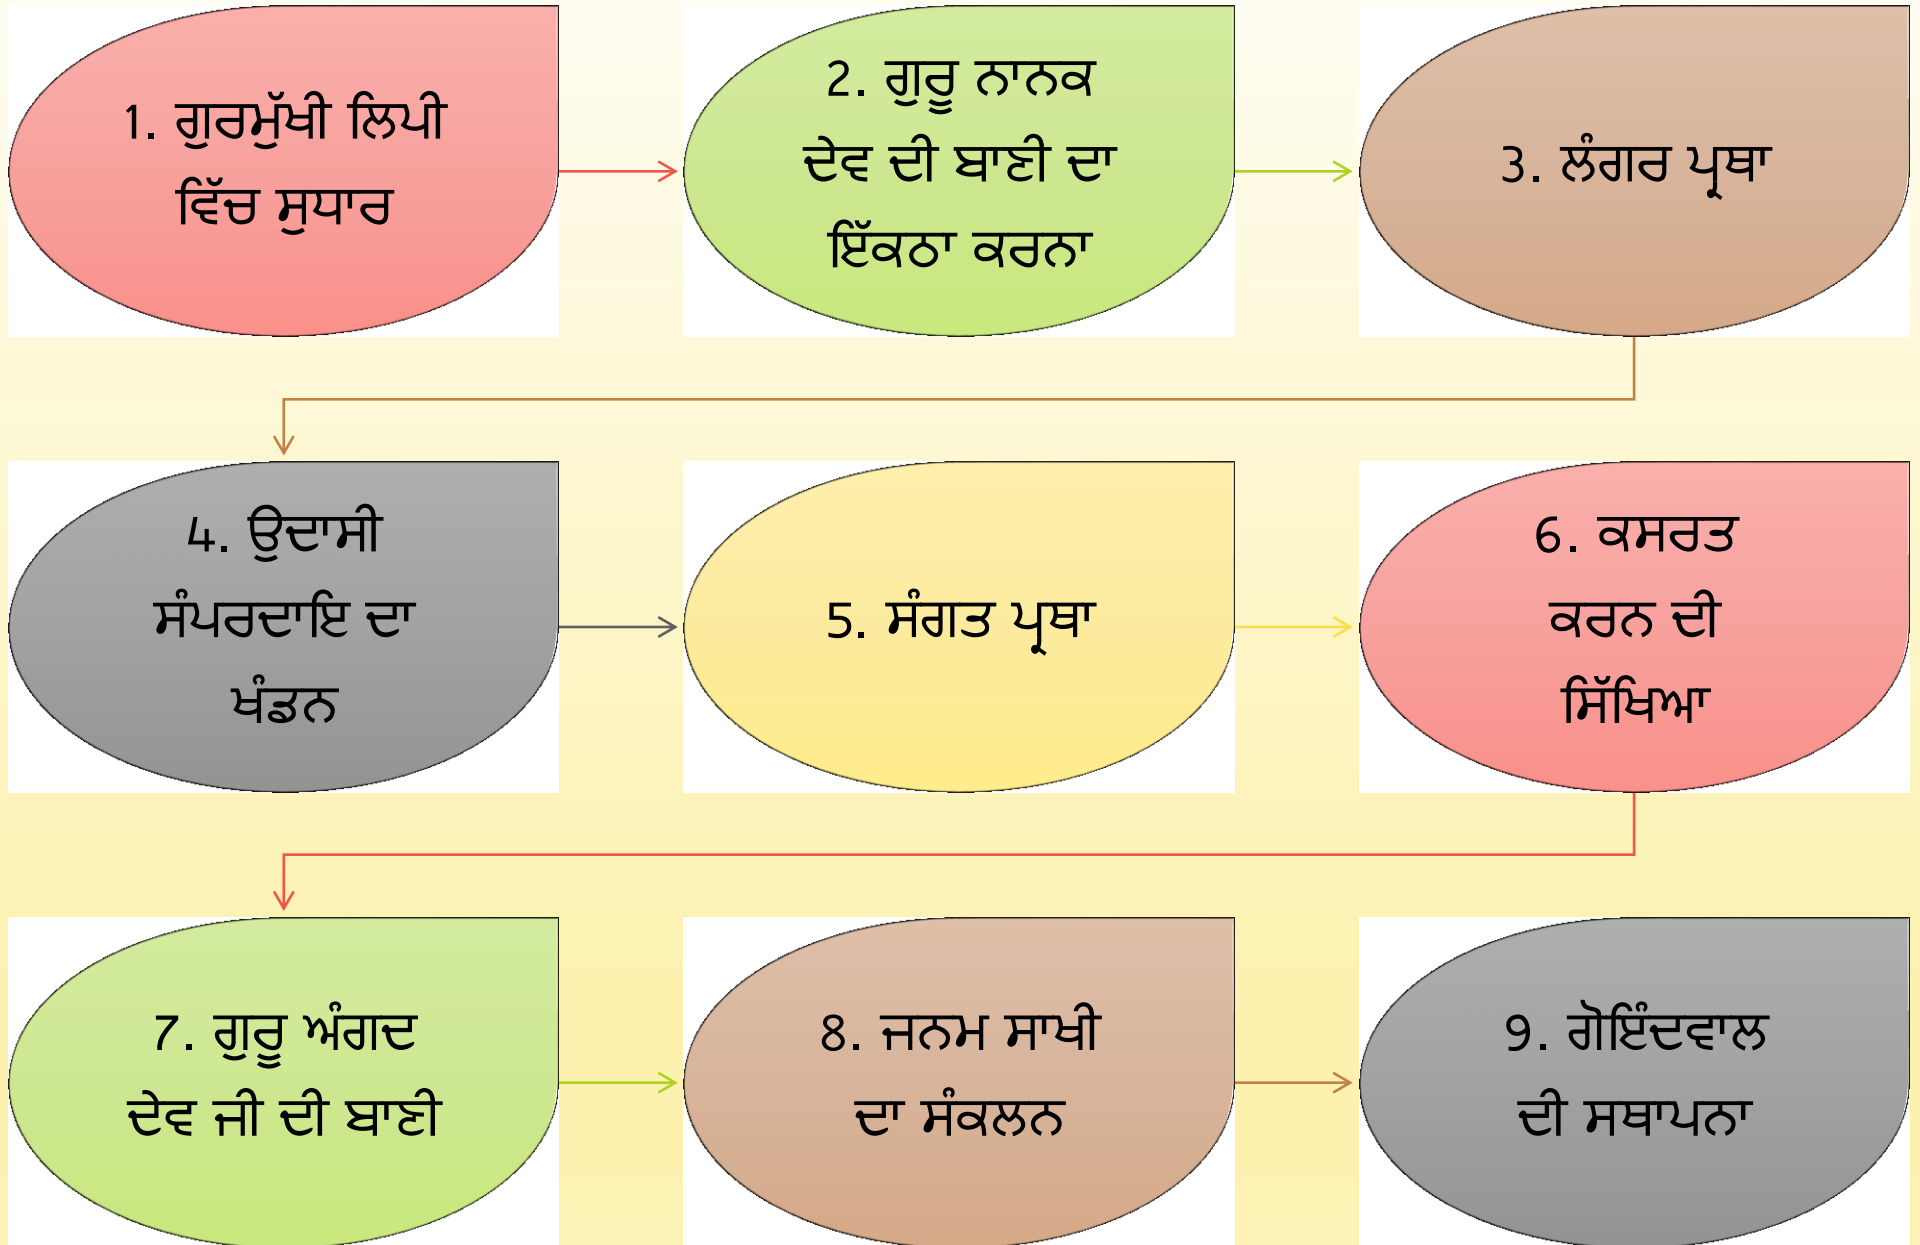 1. ਗੁਰਮੁੱਖੀ ਲਿਪੀ
ਵਿੱਚ ਸੁਧਾਰ
2. ਗੁਰੂ ਨਾਨਕ
ਦੇਵ ਦੀ ਬਾਣੀ ਦਾ
ਇੱਕਠਾ ਕਰਨਾ
3. ਲੰਗਰ ਪ੍ਰਥਾ
4. ਉਦਾਸੀ
ਸੰਪਰਦਾਇ ਦਾ
ਖੰਡਨ
5. ਸੰਗਤ ਪ੍ਰਥਾ
6. ਕਸਰਤ
ਕਰਨ ਦੀ
ਸਿੱਖਿਆ
7. ਗੁਰੂ ਅੰਗਦ
ਦੇਵ ਜੀ ਦੀ ਬਾਣੀ
8. ਜਨਮ ਸਾਖੀ
ਦਾ ਸੰਕਲਨ
9. ਗੋਇੰਦਵਾਲ
ਦੀ ਸਥਾਪਨਾ